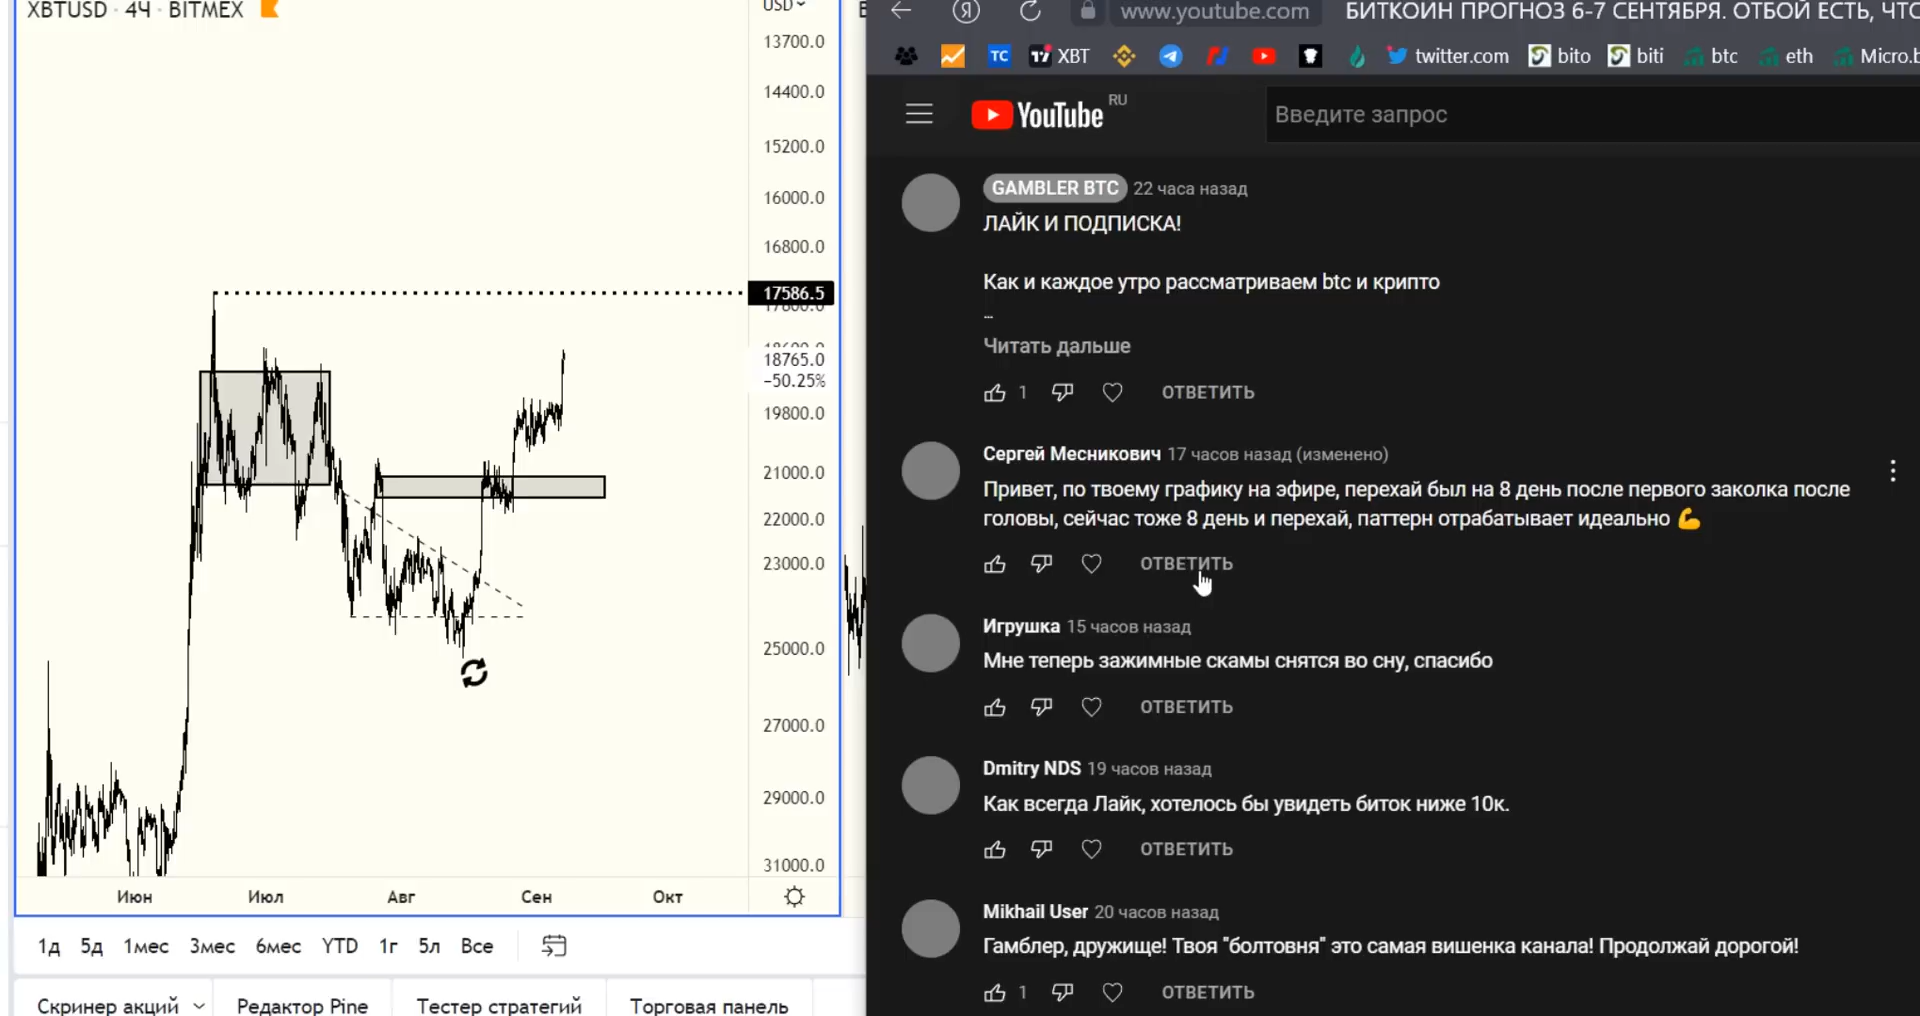 XBTUSD · 4Ч · BITMEX
USD
13700.0
14400.0
15200.0
16000.0
16800.0
17586.5
18765.0
−50.25%
19800.0
21000.0
22000.0
23000.0
25000.0
27000.0
29000.0
31000.0
Июн Июл Авг Сен Окт
1д 5д 1мес 3мес 6мес YTD 1г 5л Все
Скринер акций Редактор Pine Тестер стратегий Торговая панель
www.youtube.com БИТКОИН ПРОГНОЗ 6-7 СЕНТЯБРЯ. ОТБОЙ ЕСТЬ, ЧТО
TC XBT twitter.com bito biti btc eth Micro.b
YouTube RU
Введите запрос
GAMBLER BTC 22 часа назад
ЛАЙК И ПОДПИСКА!
Как и каждое утро рассматриваем btc и крипто
...
Читать дальше
1 ОТВЕТИТЬ
Сергей Месникович 17 часов назад (изменено)
Привет, по твоему графику на эфире, перехай был на 8 день после первого заколка после
головы, сейчас тоже 8 день и перехай, паттерн отрабатывает идеально 💪
ОТВЕТИТЬ
Игрушка 15 часов назад
Мне теперь зажимные скамы снятся во сну, спасибо
ОТВЕТИТЬ
Dmitry NDS 19 часов назад
Как всегда Лайк, хотелось бы увидеть биток ниже 10к.
ОТВЕТИТЬ
Mikhail User 20 часов назад
Гамблер, дружище! Твоя "болтовня" это самая вишенка канала! Продолжай дорогой!
1 ОТВЕТИТЬ